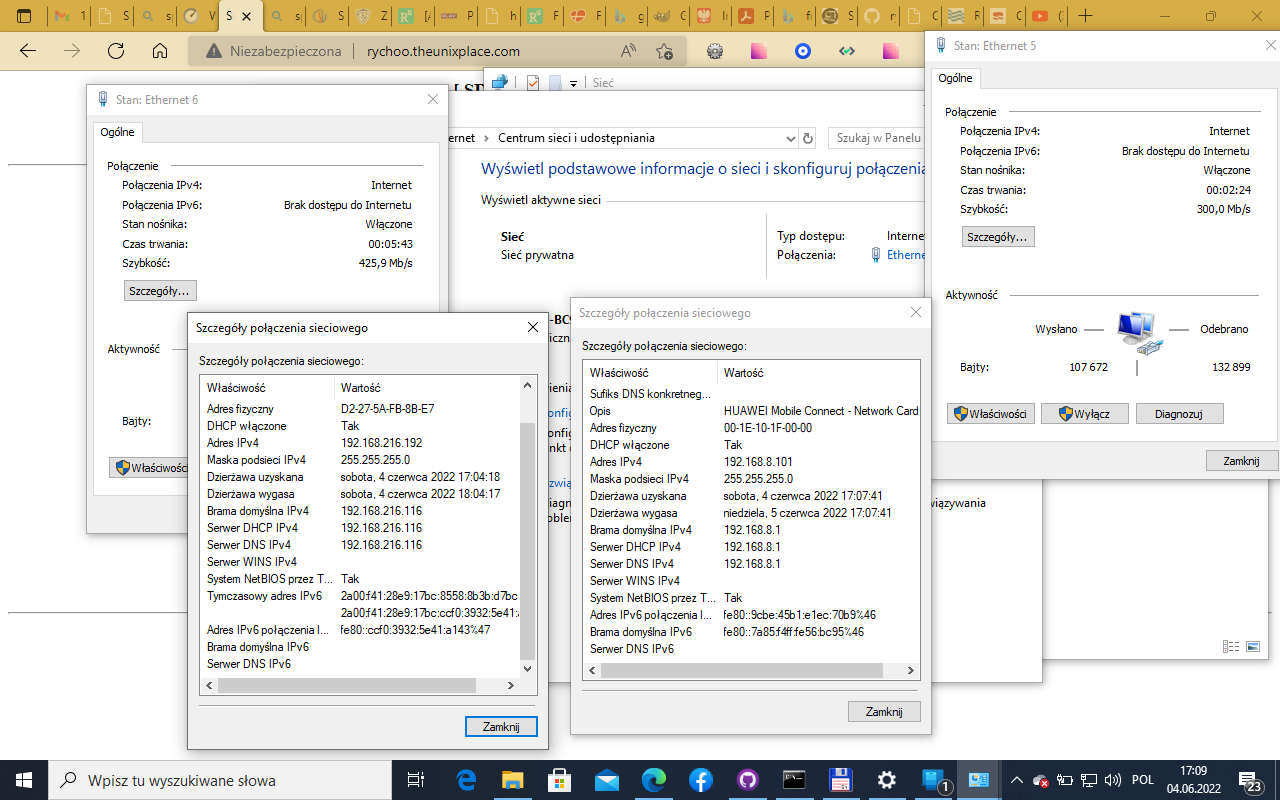 Niezabezpieczona
rychoo.theunixplace.com
Stan: Ethernet 6
Ogólne
Połączenie
Połączenia IPv4: Internet
Połączenia IPv6: Brak dostępu do Internetu
Stan nośnika: Włączone
Czas trwania: 00:05:43
Szybkość: 425,9 Mb/s
Szczegóły...
Aktywność
Bajty:
Właściwości
Sieć
Centrum sieci i udostępniania
Szukaj w Panelu
Wyświetl podstawowe informacje o sieci i skonfiguruj połączenia
Wyświetl aktywne sieci
Sieć
Sieć prywatna
Typ dostępu: Internet
Połączenia: Etherne
Stan: Ethernet 5
Ogólne
Połączenie
Połączenia IPv4: Internet
Połączenia IPv6: Brak dostępu do Internetu
Stan nośnika: Włączone
Czas trwania: 00:02:24
Szybkość: 300,0 Mb/s
Szczegóły...
Aktywność
Wysłano Odebrano
Bajty: 107 672 132 899
Właściwości Wyłącz Diagnozuj
Zamknij
Szczegóły połączenia sieciowego
Szczegóły połączenia sieciowego:
Właściwość Wartość
Adres fizyczny D2-27-5A-FB-8B-E7
DHCP włączone Tak
Adres IPv4 192.168.216.192
Maska podsieci IPv4 255.255.255.0
Dzierżawa uzyskana sobota, 4 czerwca 2022 17:04:18
Dzierżawa wygasa sobota, 4 czerwca 2022 18:04:17
Brama domyślna IPv4 192.168.216.116
Serwer DHCP IPv4 192.168.216.116
Serwer DNS IPv4 192.168.216.116
Serwer WINS IPv4
System NetBIOS przez T... Tak
Tymczasowy adres IPv6 2a00:f41:28e9:17bc:8558:8b3b:d7bc
2a00:f41:28e9:17bc:ccf0:3932:5e41:a
Adres IPv6 połączenia l... fe80::ccf0:3932:5e41:a143%47
Brama domyślna IPv6
Serwer DNS IPv6
Zamknij
Szczegóły połączenia sieciowego
Szczegóły połączenia sieciowego:
Właściwość Wartość
Sufiks DNS konkretneg...
Opis HUAWEI Mobile Connect - Network Card
Adres fizyczny 00-1E-10-1F-00-00
DHCP włączone Tak
Adres IPv4 192.168.8.101
Maska podsieci IPv4 255.255.255.0
Dzierżawa uzyskana sobota, 4 czerwca 2022 17:07:41
Dzierżawa wygasa niedziela, 5 czerwca 2022 17:07:41
Brama domyślna IPv4 192.168.8.1
Serwer DHCP IPv4 192.168.8.1
Serwer DNS IPv4 192.168.8.1
Serwer WINS IPv4
System NetBIOS przez T... Tak
Adres IPv6 połączenia l... fe80::9cbe:45b1:e1ec:70b9%46
Brama domyślna IPv6 fe80::7a85:f4ff:fe56:bc95%46
Serwer DNS IPv6
Zamknij
wiązywania
Wpisz tu wyszukiwane słowa
1
POL
17:09
04.06.2022
23